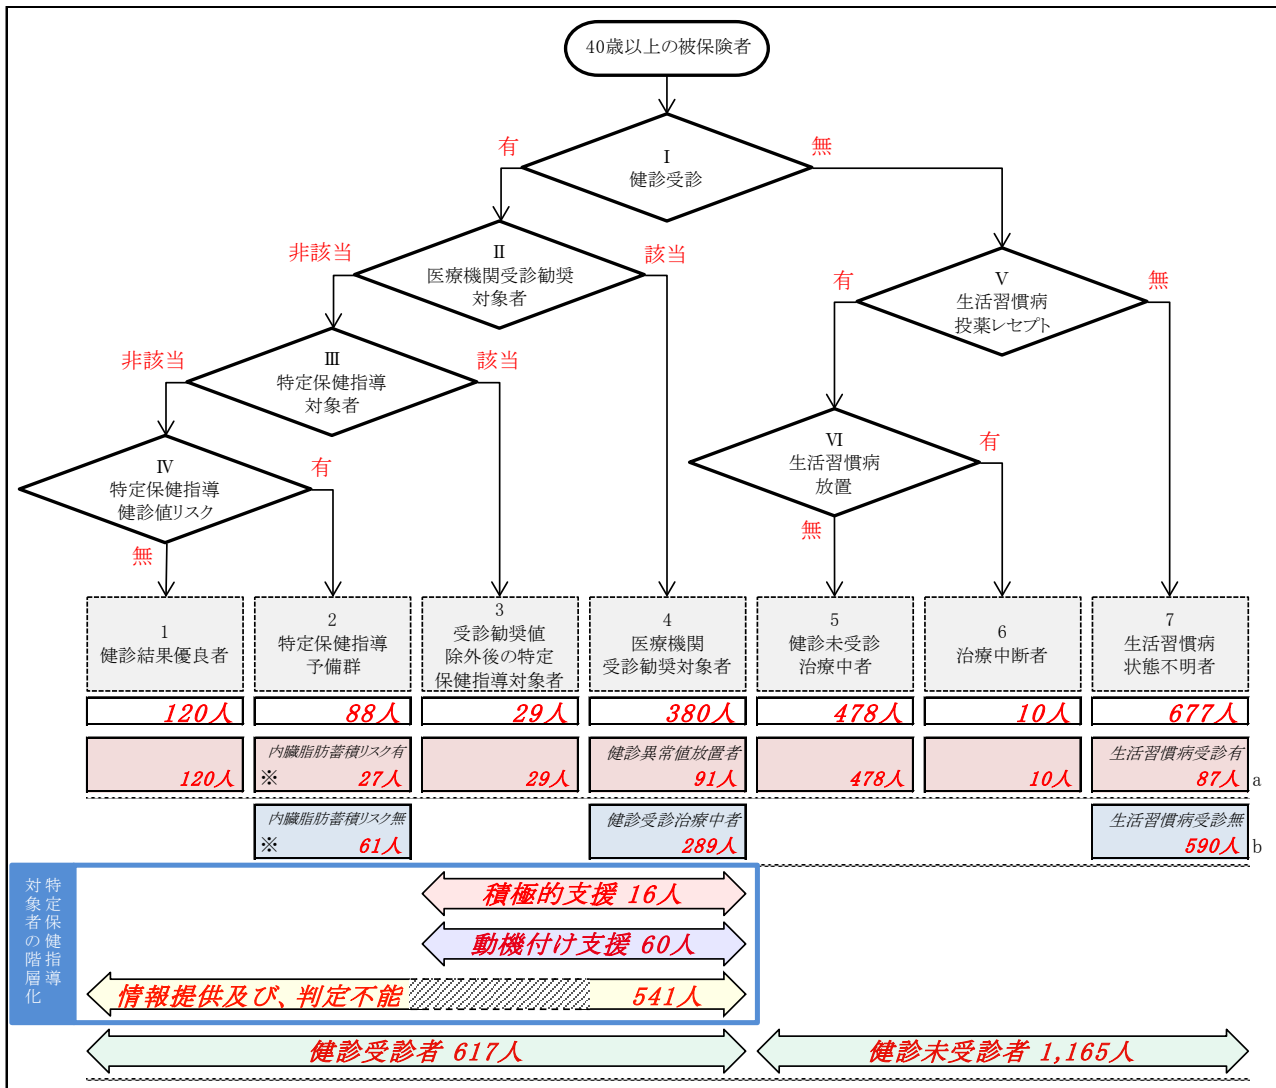 40歳以上の被保険者
Ⅰ
健診受診
有
無
Ⅱ
医療機関受診勧奨
対象者
非該当
該当
Ⅴ
生活習慣病
投薬レセプト
有
無
Ⅲ
特定保健指導
対象者
非該当
該当
Ⅵ
生活習慣病
放置
有
無
Ⅳ
特定保健指導
健診値リスク
有
無
1
健診結果優良者
2
特定保健指導
予備群
3
受診勧奨値
除外後の特定
保健指導対象者
4
医療機関
受診勧奨対象者
5
健診未受診
治療中者
6
治療中断者
7
生活習慣病
状態不明者
120人
88人
29人
380人
478人
10人
677人
120人
内臓脂肪蓄積リスク有
※ 27人
29人
健診異常値放置者
91人
478人
10人
生活習慣病受診有
87人
a
内臓脂肪蓄積リスク無
※ 61人
健診受診治療中者
289人
生活習慣病受診無
590人
b
特定保健指導
対象者の階層化
積極的支援 16人
動機付け支援 60人
情報提供及び、判定不能 541人
健診受診者 617人
健診未受診者 1,165人